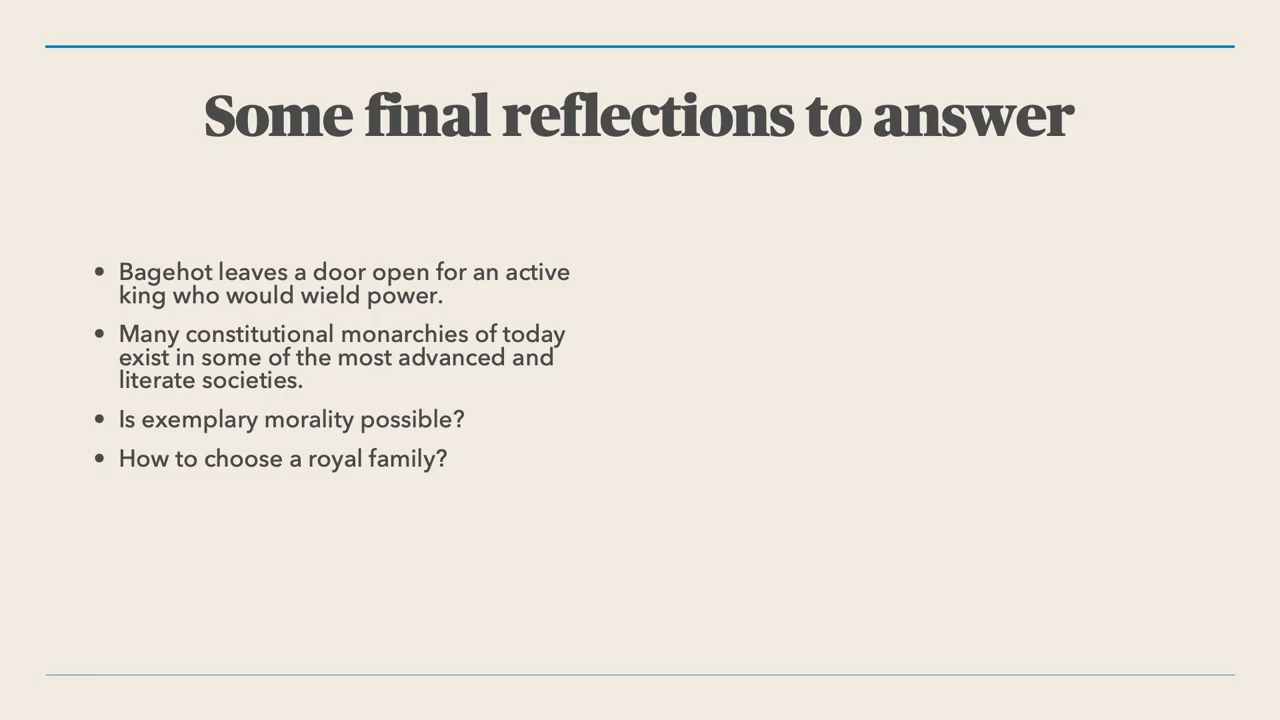 Some final reflections to answer
• Bagehot leaves a door open for an active
king who would wield power.
• Many constitutional monarchies of today
exist in some of the most advanced and
literate societies.
• Is exemplary morality possible?
• How to choose a royal family?